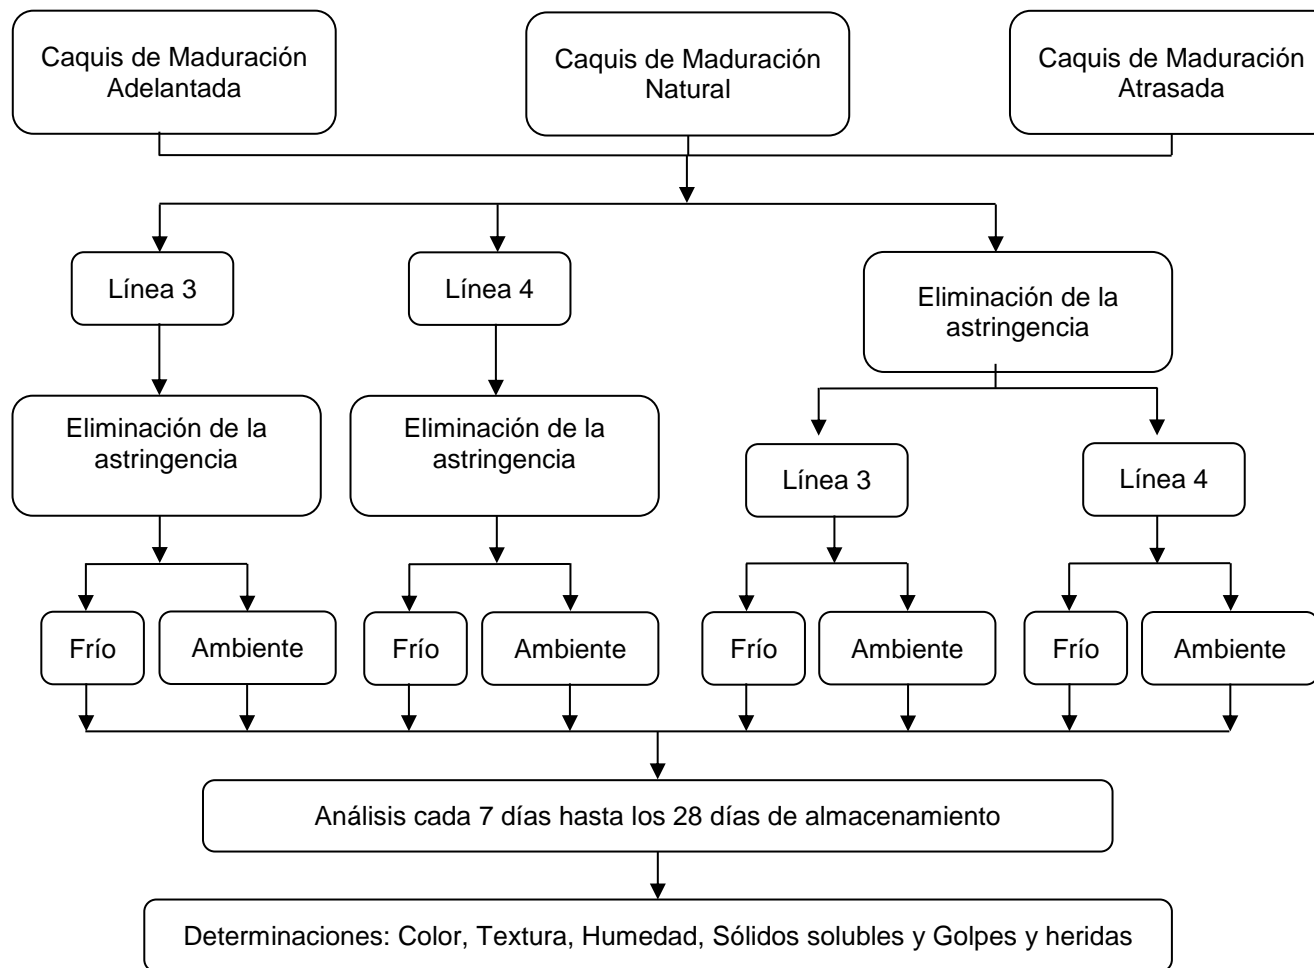 Caquis de Maduración
Adelantada
Caquis de Maduración
Natural
Caquis de Maduración
Atrasada
Línea 3
Línea 4
Eliminación de la
astringencia
Eliminación de la
astringencia
Eliminación de la
astringencia
Línea 3
Línea 4
Frío
Ambiente
Frío
Ambiente
Frío
Ambiente
Frío
Ambiente
Análisis cada 7 días hasta los 28 días de almacenamiento
Determinaciones: Color, Textura, Humedad, Sólidos solubles y Golpes y heridas